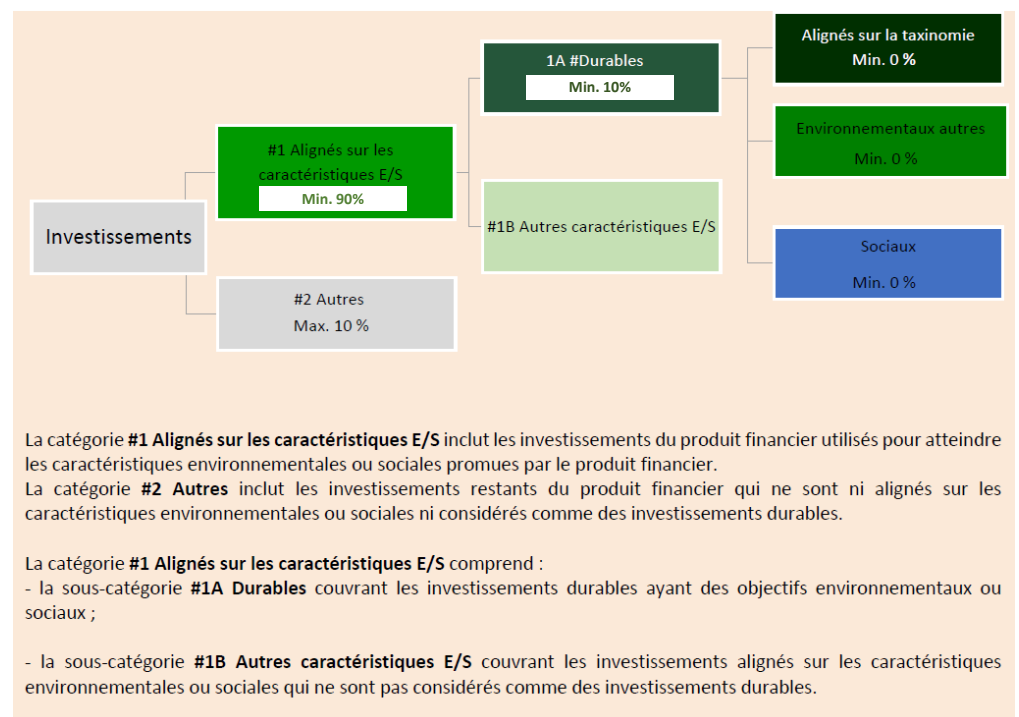 Alignés sur la taxinomie
Min. 0 %
1A #Durables
Min. 10%
Environnementaux autres
Min. 0 %
#1 Alignés sur les
caractéristiques E/S
Min. 90%
Investissements
#1B Autres caractéristiques E/S
Sociaux
Min. 0 %
#2 Autres
Max. 10 %
La catégorie #1 Alignés sur les caractéristiques E/S inclut les investissements du produit financier utilisés pour atteindre
les caractéristiques environnementales ou sociales promues par le produit financier.
La catégorie #2 Autres inclut les investissements restants du produit financier qui ne sont ni alignés sur les
caractéristiques environnementales ou sociales ni considérés comme des investissements durables.
La catégorie #1 Alignés sur les caractéristiques E/S comprend :
- la sous-catégorie #1A Durables couvrant les investissements durables ayant des objectifs environnementaux ou
sociaux ;
- la sous-catégorie #1B Autres caractéristiques E/S couvrant les investissements alignés sur les caractéristiques
environnementales ou sociales qui ne sont pas considérés comme des investissements durables.